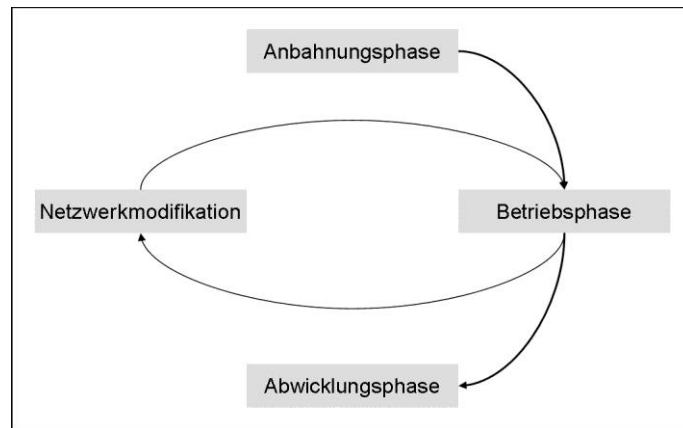 Anbahnungsphase
Netzwerkmodifikation
Betriebsphase
Abwicklungsphase